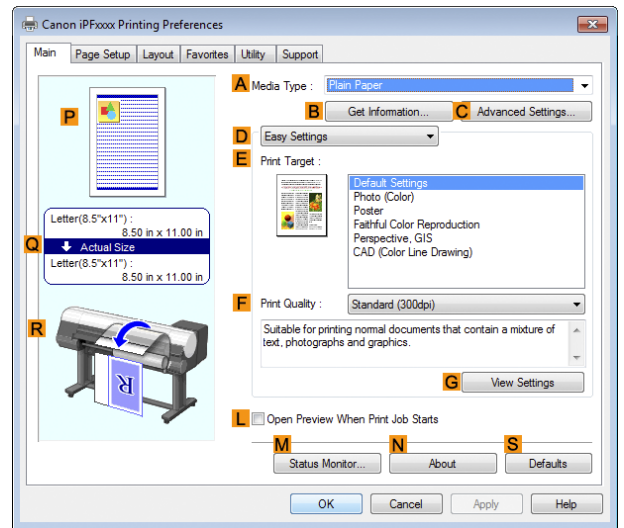 Canon iPFxxxx Printing Preferences
Main Page Setup Layout Favorites Utility Support
A Media Type : Plain Paper
B Get Information... C Advanced Settings...
D Easy Settings
E Print Target :
Default Settings
Photo (Color)
Poster
Faithful Color Reproduction
Perspective, GIS
CAD (Color Line Drawing)
F Print Quality : Standard (300dpi)
Suitable for printing normal documents that contain a mixture of
text, photographs and graphics.
G View Settings
L Open Preview When Print Job Starts
M N S
Status Monitor... About Defaults
P
Letter(8.5"x11") :
8.50 in x 11.00 in
Q Actual Size
Letter(8.5"x11") :
8.50 in x 11.00 in
R
R
OK Cancel Apply Help